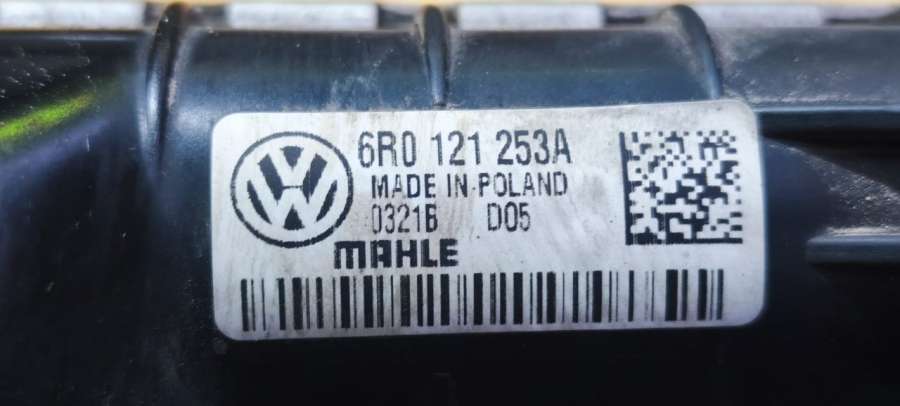 6R0 121 253A
MADE IN POLAND
0321B D05
MAHLE